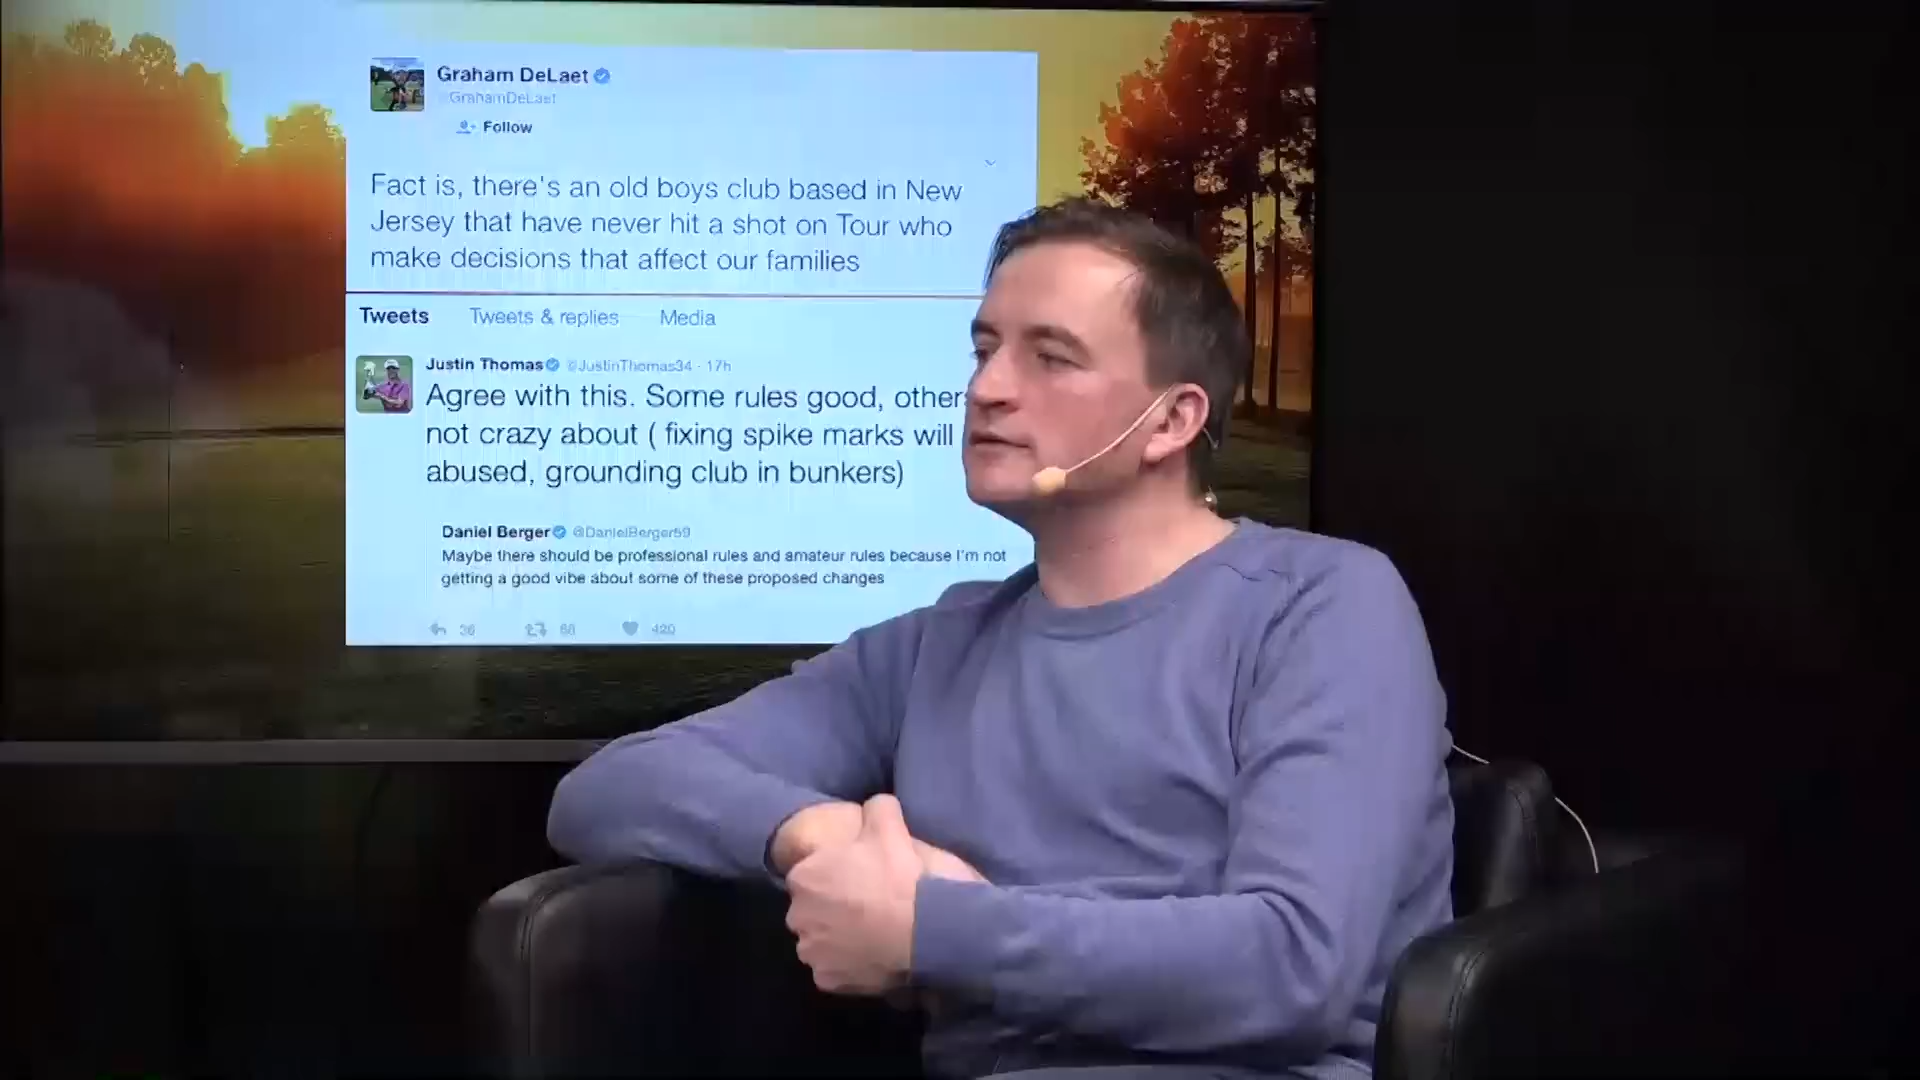 Graham DeLaet
@GrahamDeLaet
Follow
Fact is, there's an old boys club based in New
Jersey that have never hit a shot on Tour who
make decisions that affect our families
Tweets Tweets & replies Media
Justin Thomas @JustinThomas34 · 17h
Agree with this. Some rules good, others
not crazy about ( fixing spike marks will
abused, grounding club in bunkers)
Daniel Berger @DanielBerger59
Maybe there should be professional rules and amateur rules because I'm not
getting a good vibe about some of these proposed changes
36 68 420